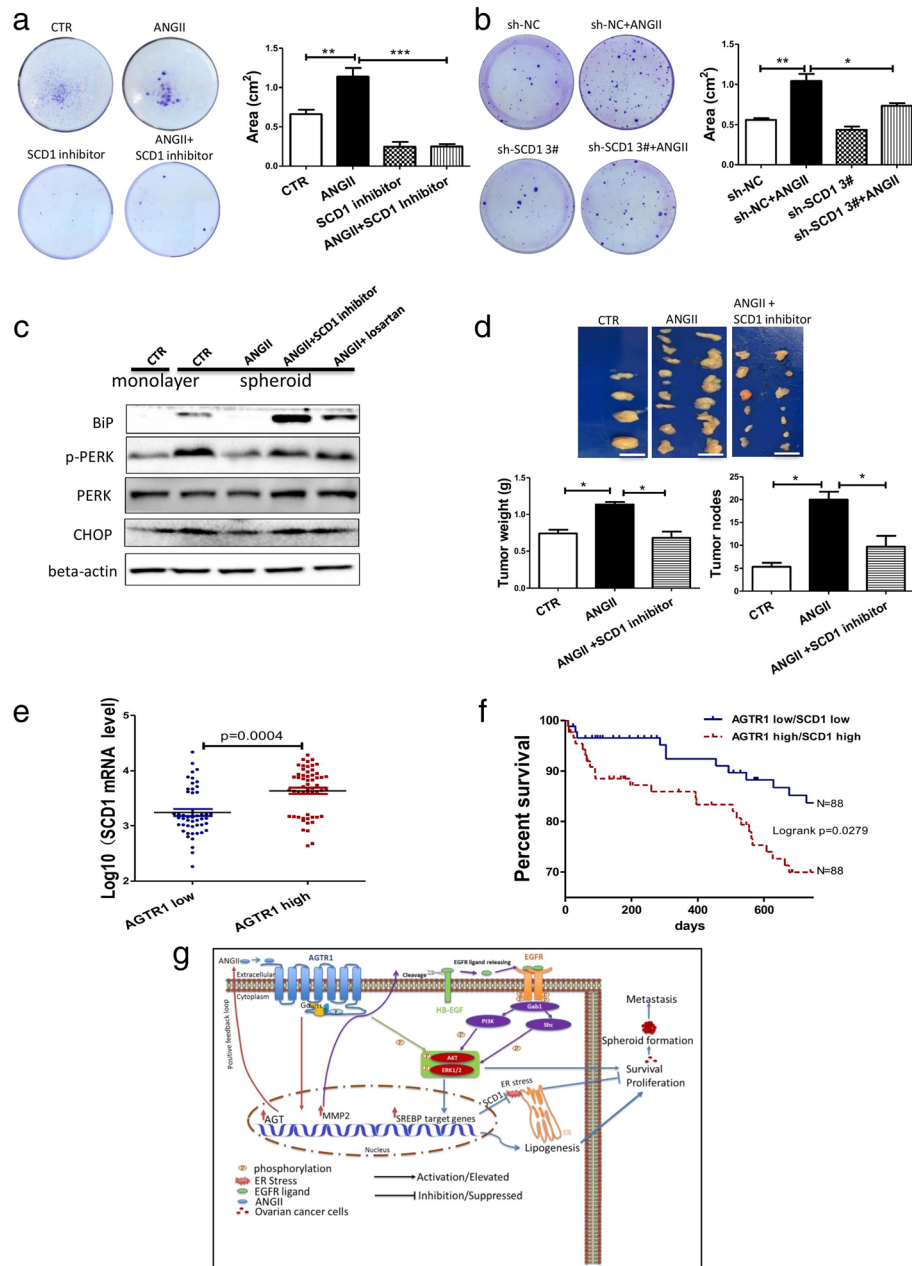 a
CTR
ANGII
SCD1 inhibitor
ANGII+
SCD1 inhibitor
Area (cm2)
1.5
1.0
0.5
0.0
**
***
CTR
ANGII
SCD1 inhibitor
ANGII+SCD1 Inhibitor
b
sh-NC
sh-NC+ANGII
sh-SCD1 3#
sh-SCD1 3#+ANGII
Area (cm2)
1.5
1.0
0.5
0.0
**
*
sh-NC
sh-NC+ANGII
sh-SCD1 3#
sh-SCD1 3#+ANGII
c
CTR
CTR
ANGII
ANGII+SCD1 inhibitor
ANGII+ losartan
monolayer
spheroid
BiP
p-PERK
PERK
CHOP
beta-actin
d
CTR
ANGII
ANGII +
SCD1 inhibitor
Tumor weight (g)
1.5
1.0
0.5
0.0
*
*
CTR
ANGII
ANGII +SCD1 inhibitor
Tumor nodes
25
20
15
10
5
0
*
*
CTR
ANGII
ANGII +SCD1 inhibitor
e
Log10 (SCD1 mRNA level)
5
4
3
2
p=0.0004
AGTR1 low
AGTR1 high
f
Percent survival
100
90
80
70
AGTR1 low/SCD1 low
AGTR1 high/SCD1 high
N=88
Logrank p=0.0279
N=88
0
200
400
600
days
g
ANGII
AGTR1
Extracellular
Cytoplasm
Cleavage
EGFR ligand releasing
EGFR
HB-EGF
Gab1
PI3K
Shc
AKT
ERK1/2
Positive feedback loop
AGT
MMP2
SREBP target genes
Nucleus
SCD1
ER stress
ER
Lipogenesis
Metastasis
Spheroid formation
Survival
Proliferation
phosphorylation
ER Stress
EGFR ligand
ANGII
Ovarian cancer cells
Activation/Elevated
Inhibition/Suppressed